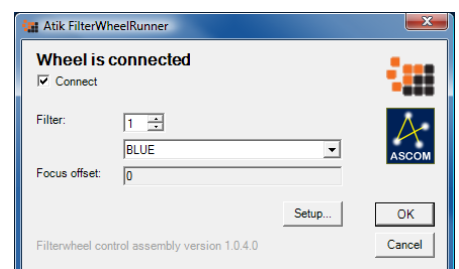 Atik FilterWheelRunner
Wheel is connected
Connect
Filter:
1
BLUE
ASCOM
Focus offset:
0
Setup...
OK
Filterwheel control assembly version 1.0.4.0
Cancel